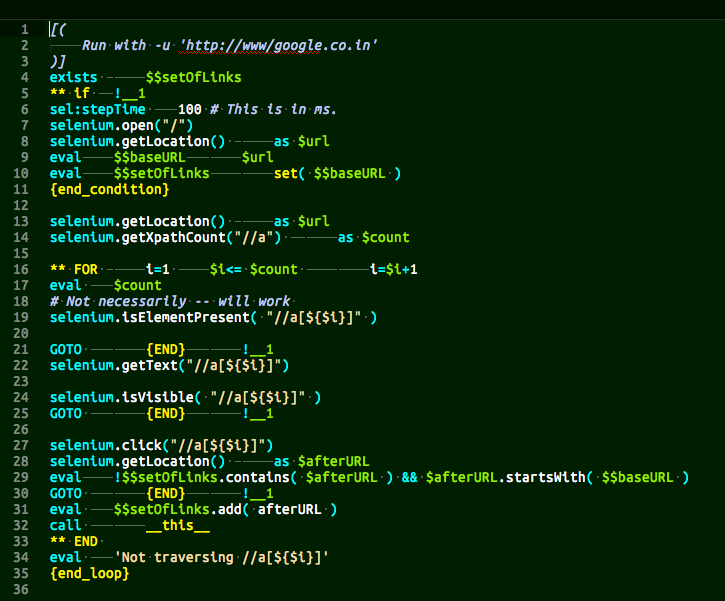 1 [(
2 Run with -u 'http://www/google.co.in'
3 )]
4 exists $$setOfLinks
5 ** if !__1
6 sel:stepTime 100 # This is in ms.
7 selenium.open("/")
8 selenium.getLocation() as $url
9 eval $$baseURL $url
10 eval $$setOfLinks set( $$baseURL )
11 {end_condition}
12
13 selenium.getLocation() as $url
14 selenium.getXpathCount("//a") as $count
15
16 ** FOR i=1 $i<= $count i=$i+1
17 eval $count
18 # Not necessarily -- will work
19 selenium.isElementPresent( "//a[${$i}]" )
20
21 GOTO {END} !__1
22 selenium.getText("//a[${$i}]")
23
24 selenium.isVisible( "//a[${$i}]" )
25 GOTO {END} !__1
26
27 selenium.click("//a[${$i}]")
28 selenium.getLocation() as $afterURL
29 eval !$$setOfLinks.contains( $afterURL ) && $afterURL.startsWith( $$baseURL )
30 GOTO {END} !__1
31 eval $$setOfLinks.add( afterURL )
32 call __this__
33 ** END
34 eval 'Not traversing //a[${$i}]'
35 {end_loop}
36